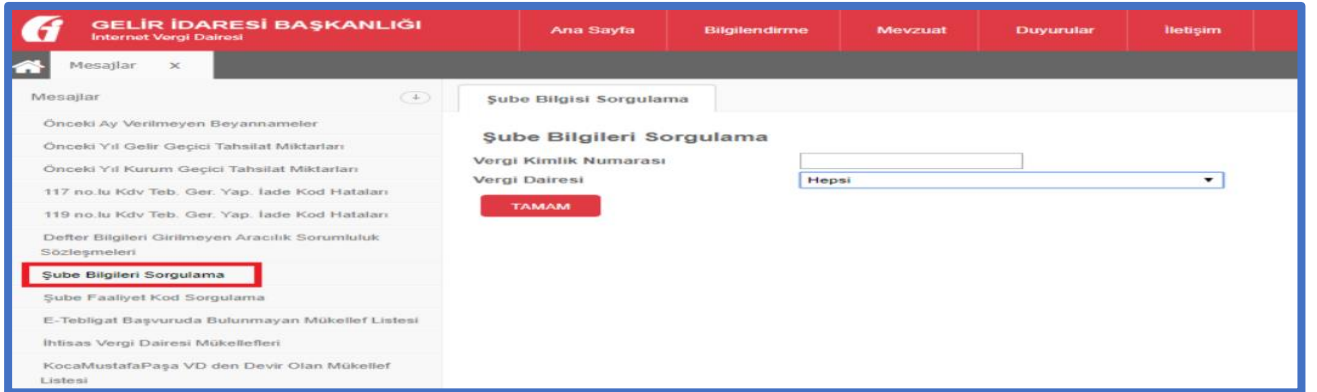 GELİR İDARESİ BAŞKANLIĞI
İnternet Vergi Dairesi
Ana Sayfa
Bilgilendirme
Mevzuat
Duyurular
İletişim
Mesajlar x
Mesajlar
Önceki Ay Verilmeyen Beyannameler
Önceki Yıl Gelir Geçici Tahsilat Miktarları
Önceki Yıl Kurum Geçici Tahsilat Miktarları
117 no.lu Kdv Teb. Ger. Yap. İade Kod Hataları
119 no.lu Kdv Teb. Ger. Yap. İade Kod Hataları
Defter Bilgileri Girilmeyen Aracılık Sorumluluk
Sözleşmeleri
Şube Bilgileri Sorgulama
Şube Faaliyet Kod Sorgulama
E-Tebligat Başvuruda Bulunmayan Mükellef Listesi
İhtisas Vergi Dairesi Mükellefleri
KocaMustafaPaşa VD den Devir Olan Mükellef
Listesi
Şube Bilgisi Sorgulama
Şube Bilgileri Sorgulama
Vergi Kimlik Numarası
Vergi Dairesi
Hepsi
TAMAM